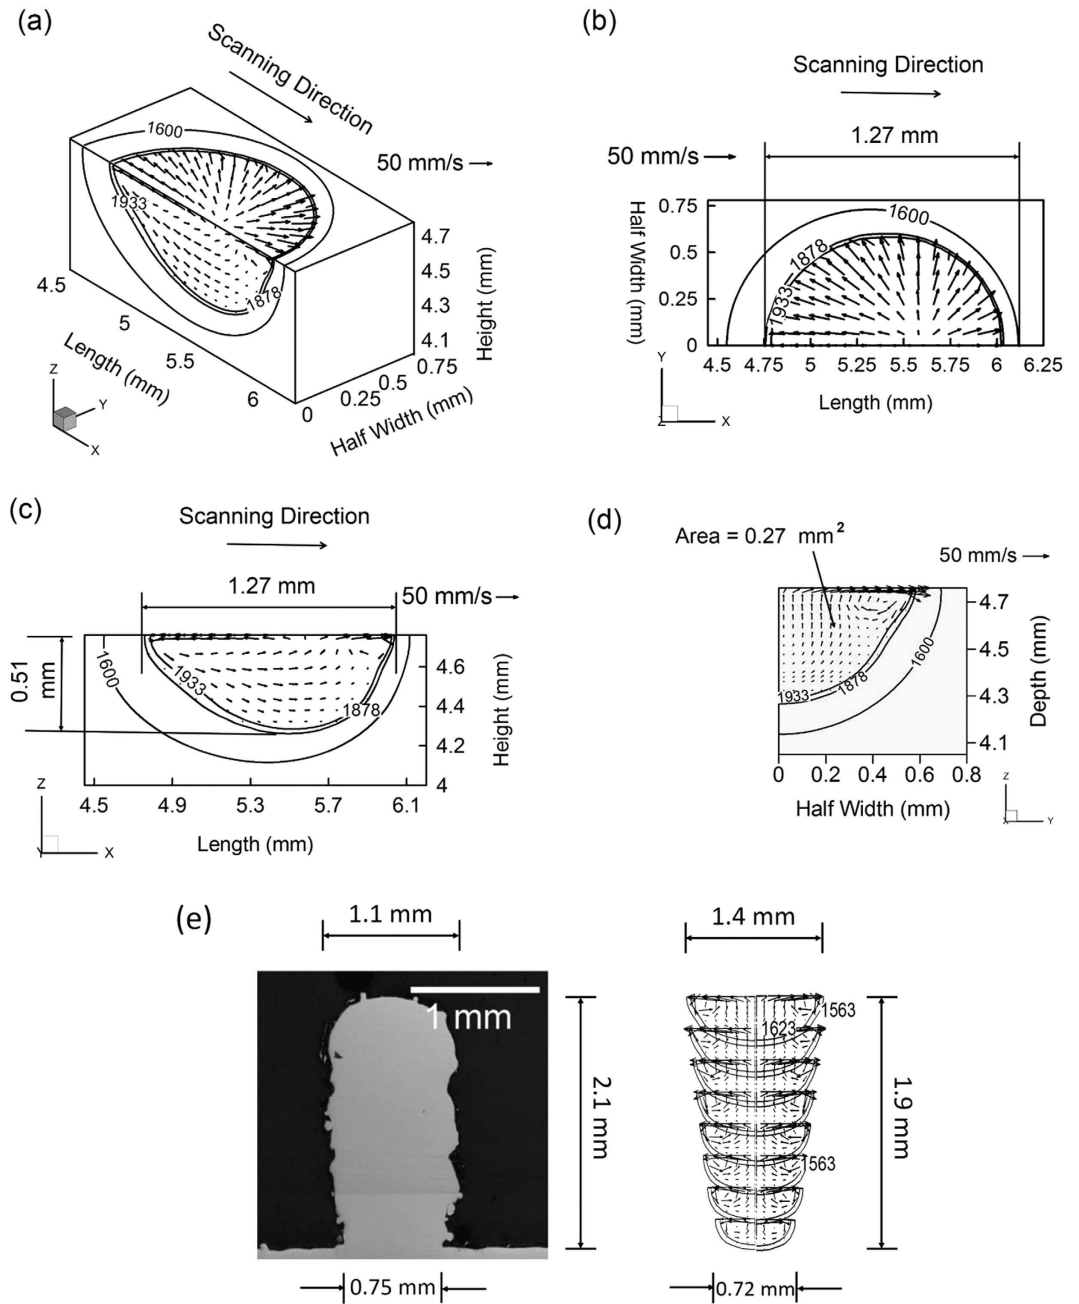 (a)
Scanning Direction
1600
50 mm/s
1933
1878
4.7
4.5
4.3
4.1
Height (mm)
4.5
5
5.5
6
Length (mm)
0
0.25
0.5
0.75
Half Width (mm)
Z
Y
X
(b)
Scanning Direction
1.27 mm
50 mm/s
1600
1878
1933
0.75
0.5
0.25
0
Half Width (mm)
4.5 4.75 5 5.25 5.5 5.75 6 6.25
Length (mm)
Y
Z
X
(c)
Scanning Direction
1.27 mm
50 mm/s
0.51
mm
1600
1933
1878
4.6
4.4
4.2
4
Height (mm)
4.5 4.9 5.3 5.7 6.1
Length (mm)
Z
Y
X
(d)
Area = 0.27 mm²
50 mm/s
1933
1878
1600
4.7
4.5
4.3
4.1
Depth (mm)
0 0.2 0.4 0.6 0.8
Half Width (mm)
Z
X
Y
(e)
1.1 mm
1 mm
2.1 mm
0.75 mm
1.4 mm
1563
1623
1563
1.9 mm
0.72 mm